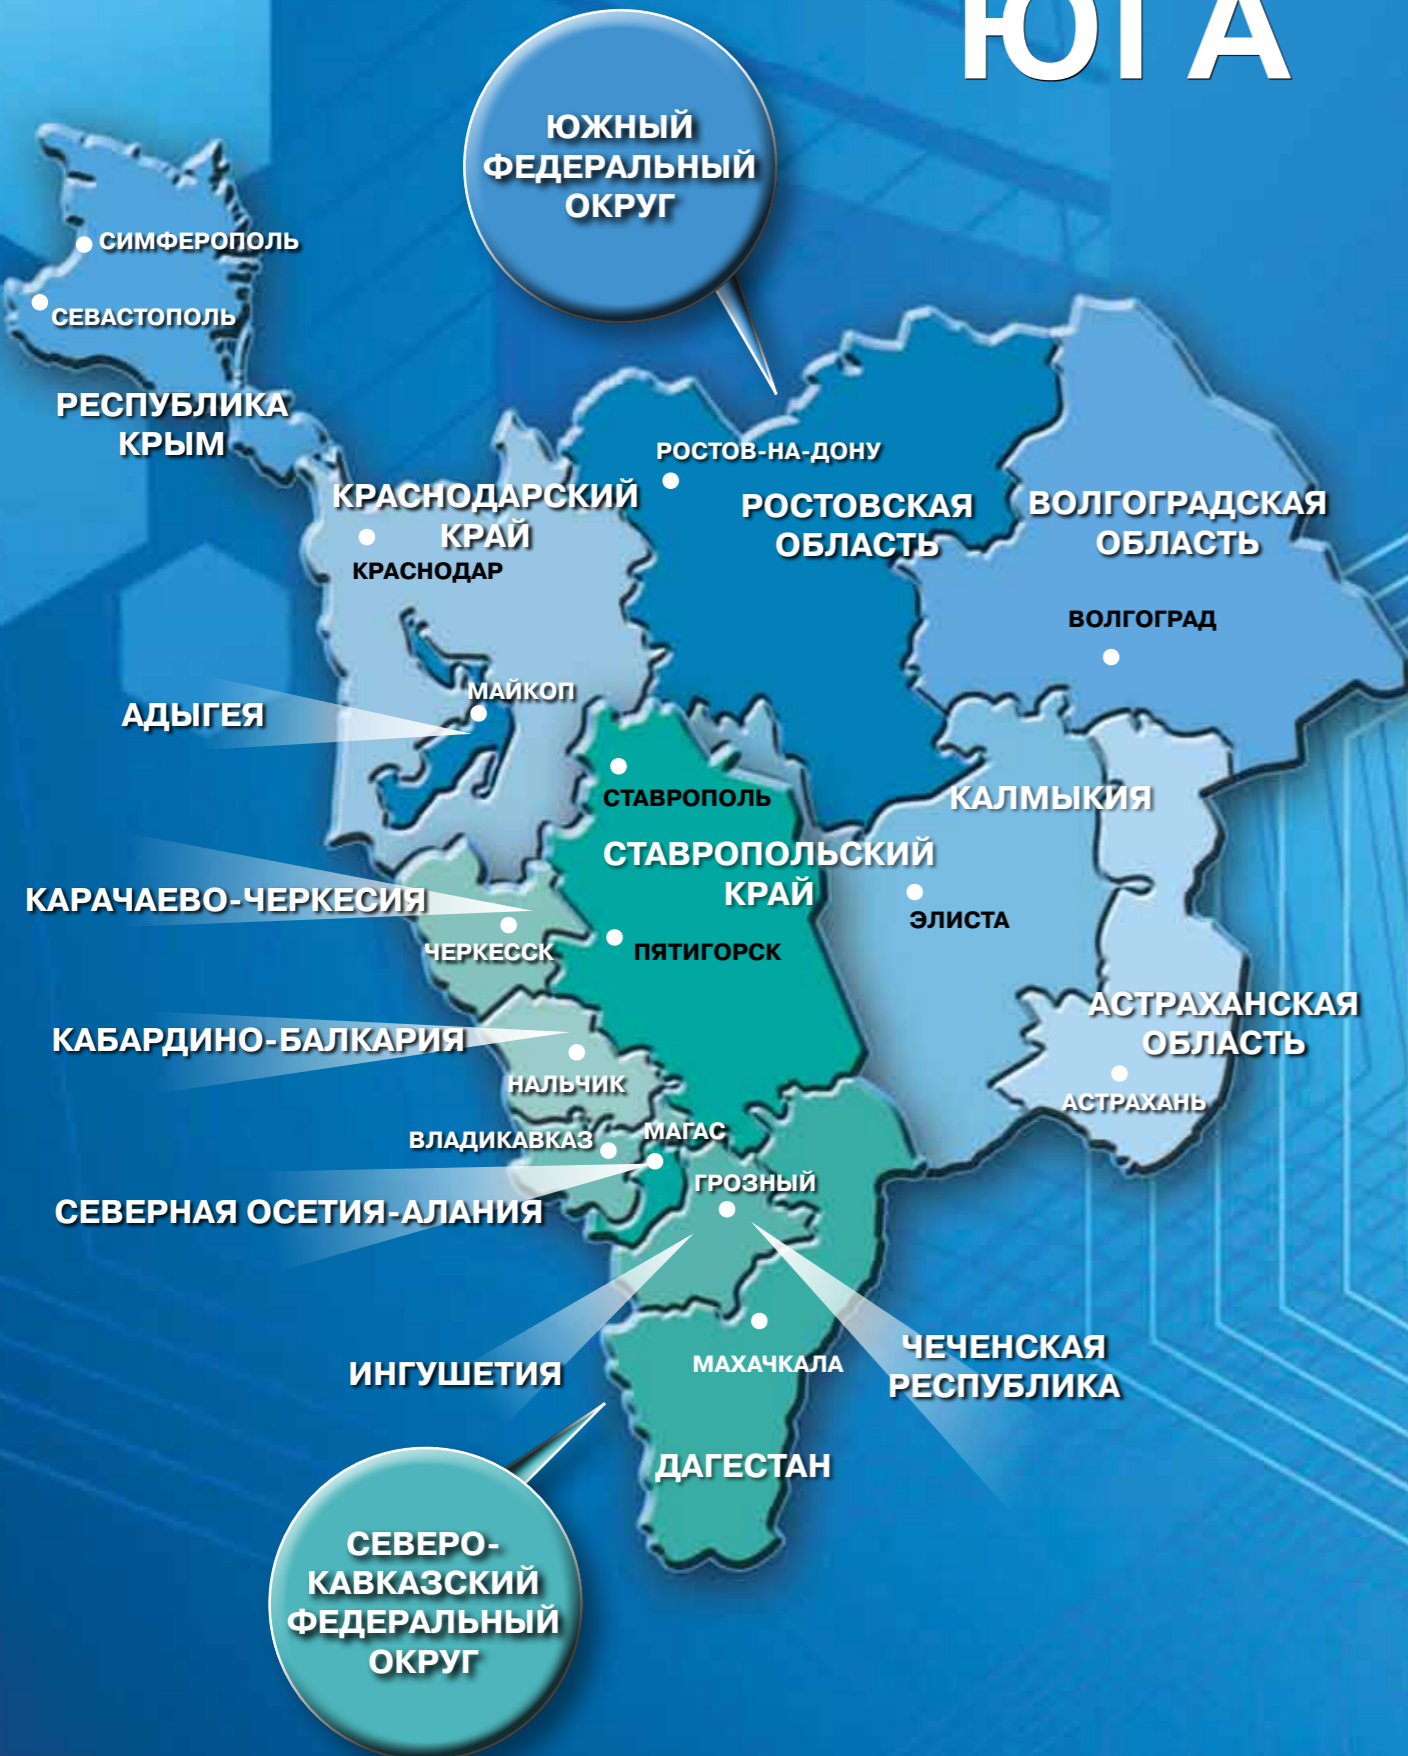 ЮГА
ЮЖНЫЙ
ФЕДЕРАЛЬНЫЙ
ОКРУГ
СИМФЕРОПОЛЬ
СЕВАСТОПОЛЬ
РЕСПУБЛИКА
КРЫМ
РОСТОВ-НА-ДОНУ
КРАСНОДАРСКИЙ
КРАЙ
КРАСНОДАР
РОСТОВСКАЯ
ОБЛАСТЬ
ВОЛГОГРАДСКАЯ
ОБЛАСТЬ
ВОЛГОГРАД
МАЙКОП
АДЫГЕЯ
СТАВРОПОЛЬ
КАЛМЫКИЯ
СТАВРОПОЛЬСКИЙ
КРАЙ
КАРАЧАЕВО-ЧЕРКЕСИЯ
ЭЛИСТА
ЧЕРКЕССК
ПЯТИГОРСК
АСТРАХАНСКАЯ
ОБЛАСТЬ
КАБАРДИНО-БАЛКАРИЯ
НАЛЬЧИК
АСТРАХАНЬ
ВЛАДИКАВКАЗ
МАГАС
ГРОЗНЫЙ
СЕВЕРНАЯ ОСЕТИЯ-АЛАНИЯ
ИНГУШЕТИЯ
МАХАЧКАЛА
ЧЕЧЕНСКАЯ
РЕСПУБЛИКА
ДАГЕСТАН
СЕВЕРО-
КАВКАЗСКИЙ
ФЕДЕРАЛЬНЫЙ
ОКРУГ